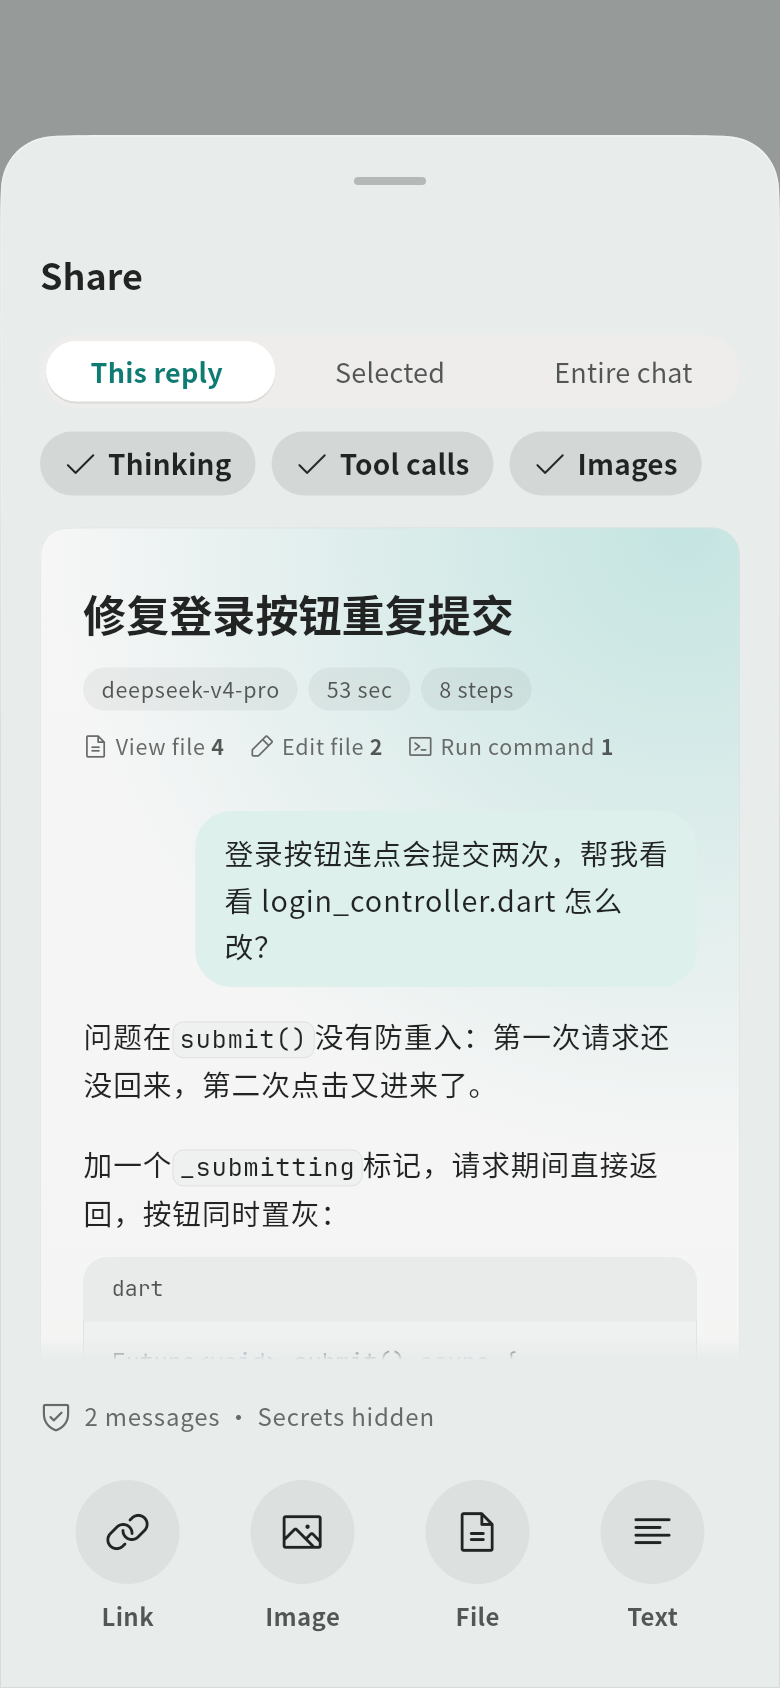 Share
This reply
Selected
Entire chat
Thinking
Tool calls
Images
修复登录按钮重复提交
deepseek-v4-pro
53 sec
8 steps
View file 4
Edit file 2
Run command 1
登录按钮连点会提交两次，帮我看
看 login_controller.dart 怎么
改？
问题在 submit() 没有防重入：第一次请求还
没回来，第二次点击又进来了。
加一个 _submitting 标记，请求期间直接返
回，按钮同时置灰：
dart
Future<void> submit() async {
2 messages • Secrets hidden
Link
Image
File
Text